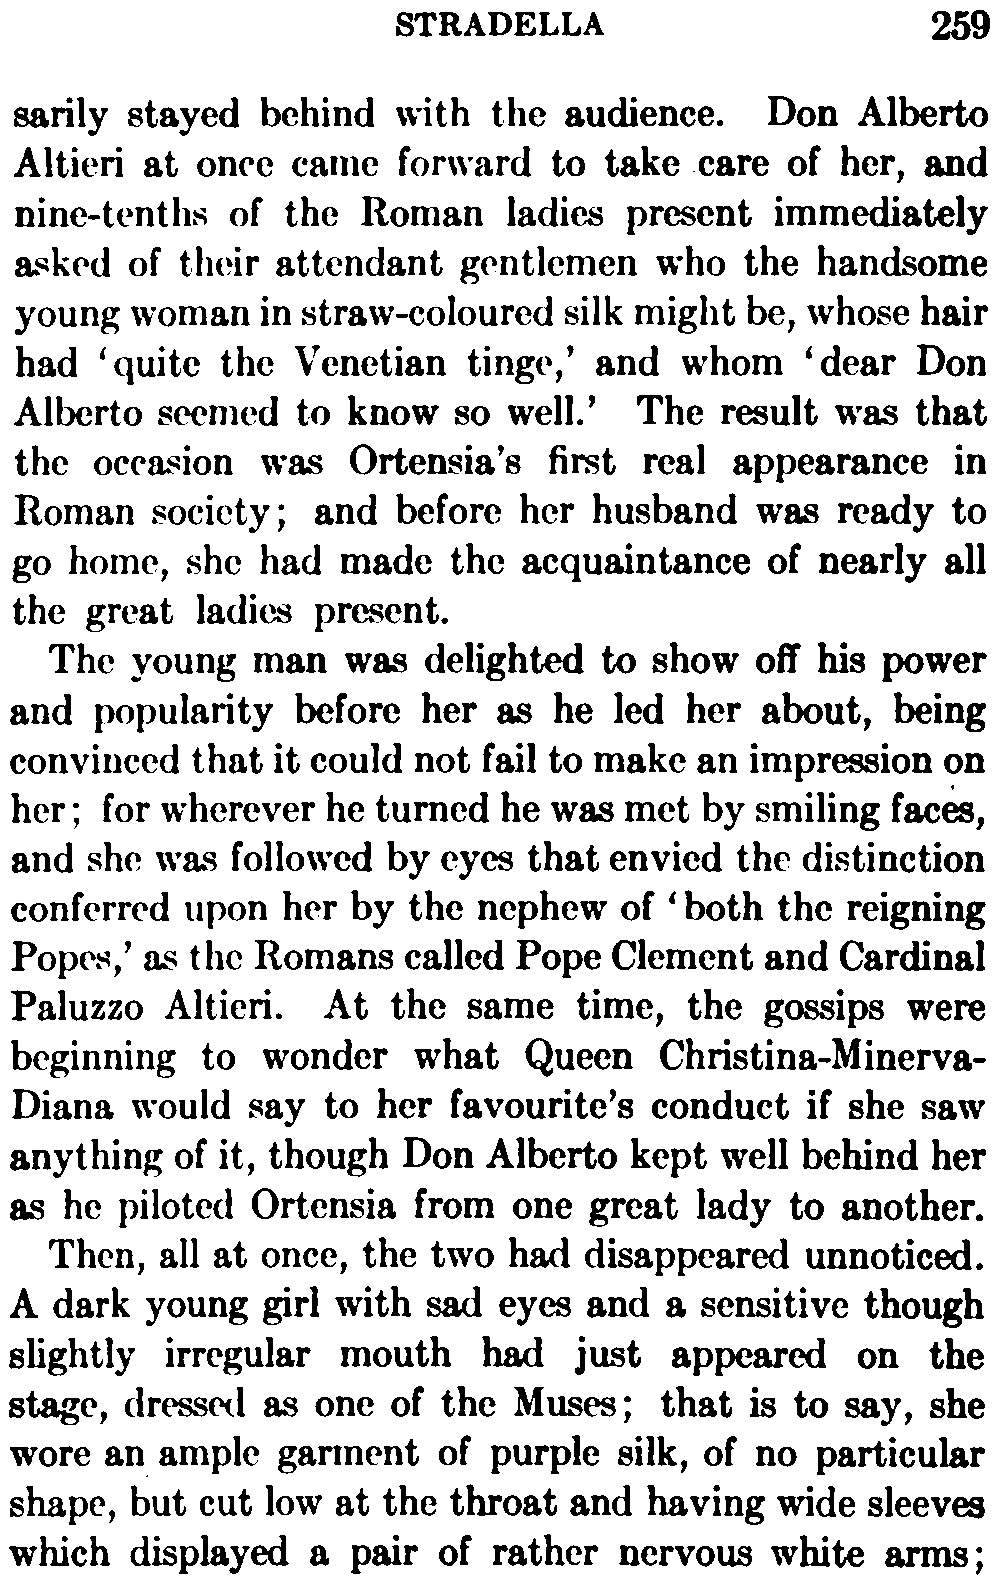 STRADELLA 259
sarily stayed behind with the audience. Don Alberto
Altieri at once came forward to take care of her, and
nine-tenths of the Roman ladies present immediately
asked of their attendant gentlemen who the handsome
young woman in straw-coloured silk might be, whose hair
had ‘quite the Venetian tinge,’ and whom ‘dear Don
Alberto seemed to know so well.’ The result was that
the occasion was Ortensia’s first real appearance in
Roman society; and before her husband was ready to
go home, she had made the acquaintance of nearly all
the great ladies present.
The young man was delighted to show off his power
and popularity before her as he led her about, being
convinced that it could not fail to make an impression on
her; for wherever he turned he was met by smiling faces,
and she was followed by eyes that envied the distinction
conferred upon her by the nephew of ‘both the reigning
Popes,’ as the Romans called Pope Clement and Cardinal
Paluzzo Altieri. At the same time, the gossips were
beginning to wonder what Queen Christina-Minerva-
Diana would say to her favourite’s conduct if she saw
anything of it, though Don Alberto kept well behind her
as he piloted Ortensia from one great lady to another.
Then, all at once, the two had disappeared unnoticed.
A dark young girl with sad eyes and a sensitive though
slightly irregular mouth had just appeared on the
stage, dressed as one of the Muses; that is to say, she
wore an ample garment of purple silk, of no particular
shape, but cut low at the throat and having wide sleeves
which displayed a pair of rather nervous white arms;